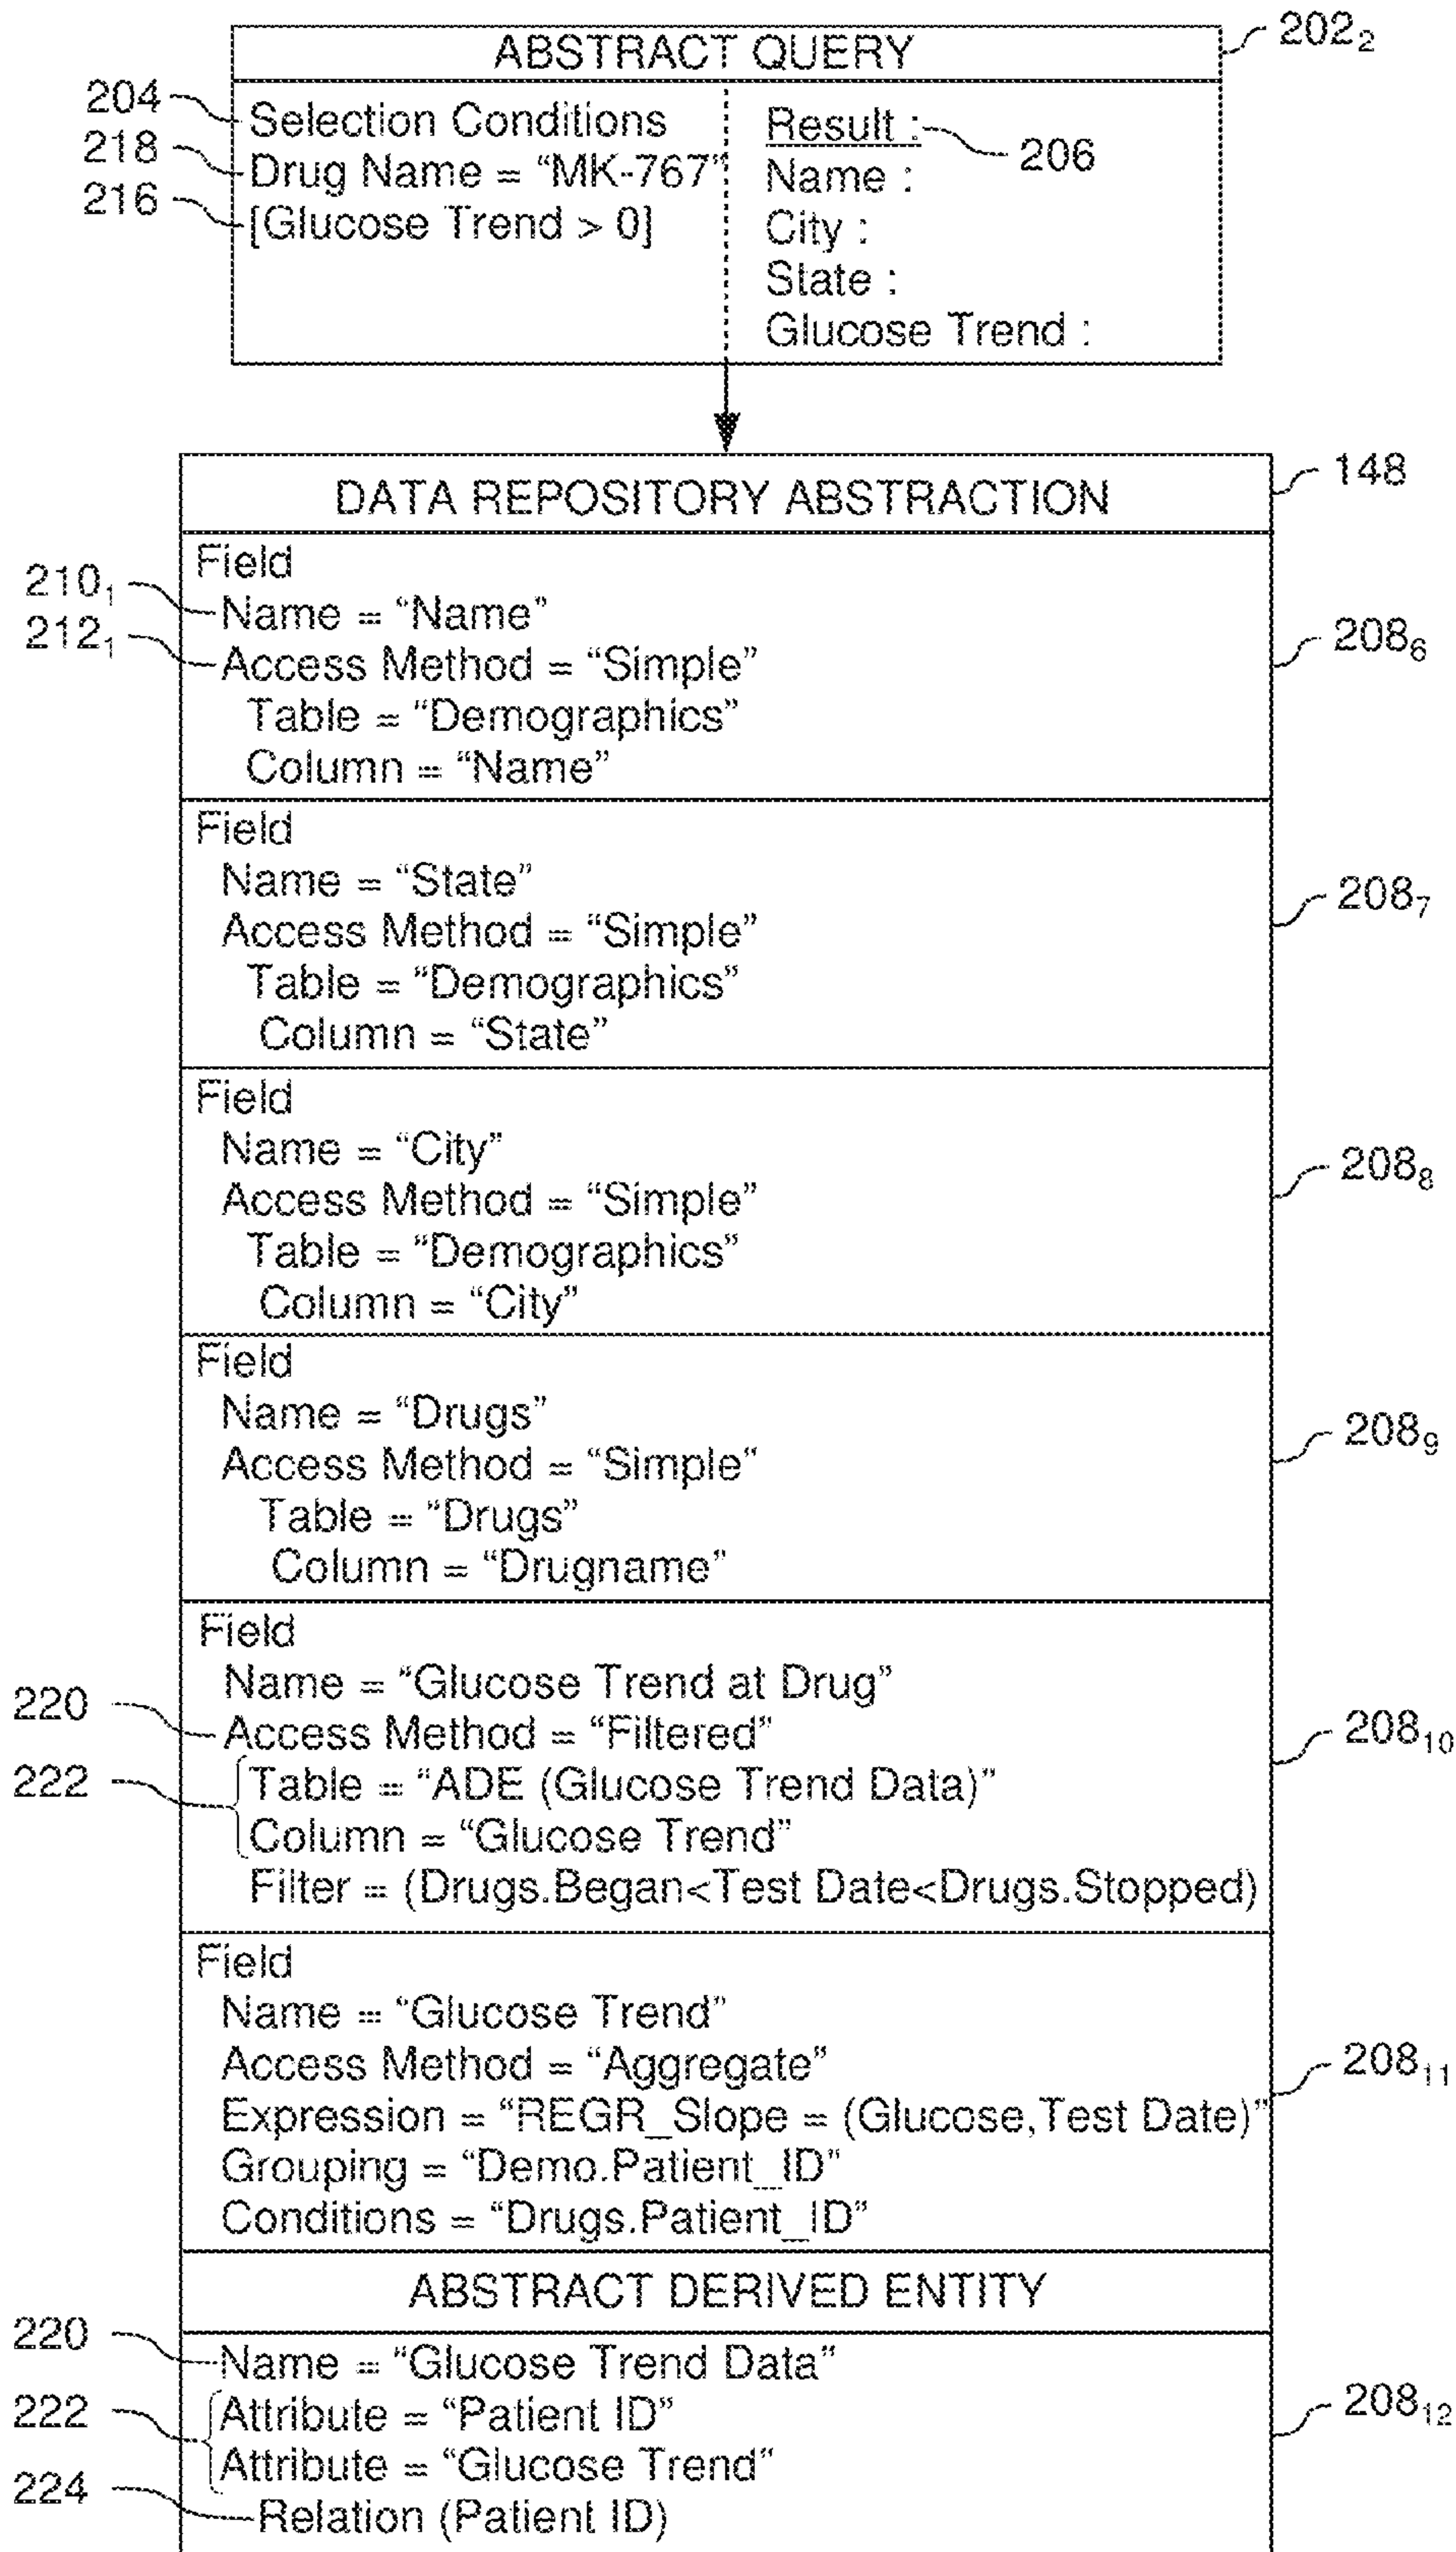 ABSTRACT QUERY
202₂
204
Selection Conditions
218
Drug Name = “MK-767”
216
[Glucose Trend > 0]
Result :
206
Name :
City :
State :
Glucose Trend :
DATA REPOSITORY ABSTRACTION
148
Field
210₁
Name = “Name”
212₁
Access Method = “Simple”
208₆
Table = “Demographics”
Column = “Name”
Field
Name = “State”
208₇
Access Method = “Simple”
Table = “Demographics”
Column = “State”
Field
Name = “City”
208₈
Access Method = “Simple”
Table = “Demographics”
Column = “City”
Field
Name = “Drugs”
208₉
Access Method = “Simple”
Table = “Drugs”
Column = “Drugname”
Field
Name = “Glucose Trend at Drug”
220
Access Method = “Filtered”
208₁₀
222
Table = “ADE (Glucose Trend Data)”
Column = “Glucose Trend”
Filter = (Drugs.Began<Test Date<Drugs.Stopped)
Field
Name = “Glucose Trend”
Access Method = “Aggregate”
208₁₁
Expression = “REGR_Slope = (Glucose,Test Date)”
Grouping = “Demo.Patient_ID”
Conditions = “Drugs.Patient_ID”
ABSTRACT DERIVED ENTITY
220
Name = “Glucose Trend Data”
222
Attribute = “Patient ID”
208₁₂
Attribute = “Glucose Trend”
224
Relation (Patient ID)